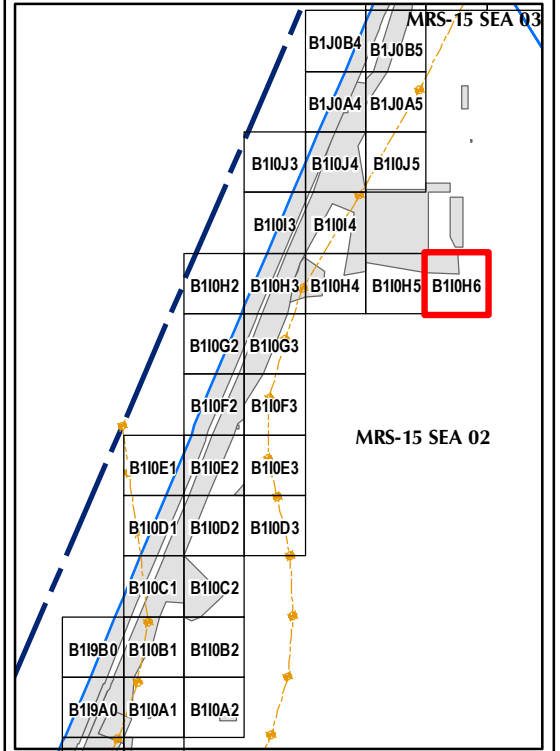 MRS-15 SEA 03
B1J0B4 B1J0B5
B1J0A4 B1J0A5
B1I0J3 B1I0J4 B1I0J5
B1I0I3 B1I0I4
B1I0H2 B1I0H3 B1I0H4 B1I0H5 B1I0H6
B1I0G2 B1I0G3
B1I0F2 B1I0F3
MRS-15 SEA 02
B1I0E1 B1I0E2 B1I0E3
B1I0D1 B1I0D2 B1I0D3
B1I0C1 B1I0C2
B1I9B0 B1I0B1 B1I0B2
B1I9A0 B1I0A1 B1I0A2